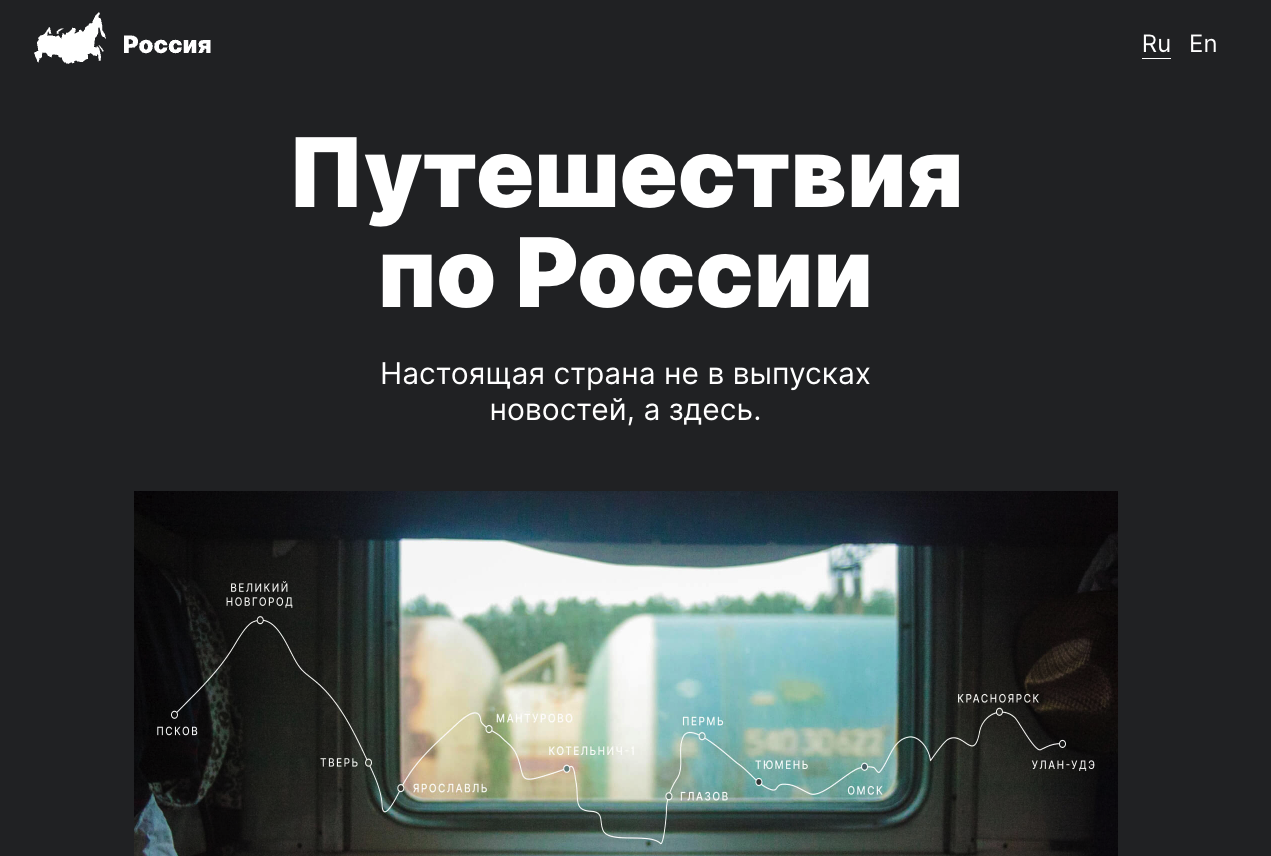 Россия
Ru En
Путешествия
по России
Настоящая страна не в выпусках
новостей, а здесь.
ВЕЛИКИЙ
НОВГОРОД
ПСКОВ
ТВЕРЬ
ЯРОСЛАВЛЬ
МАНТУРОВО
КОТЕЛЬНИЧ-1
ГЛАЗОВ
ПЕРМЬ
ТЮМЕНЬ
ОМСК
КРАСНОЯРСК
УЛАН-УДЭ